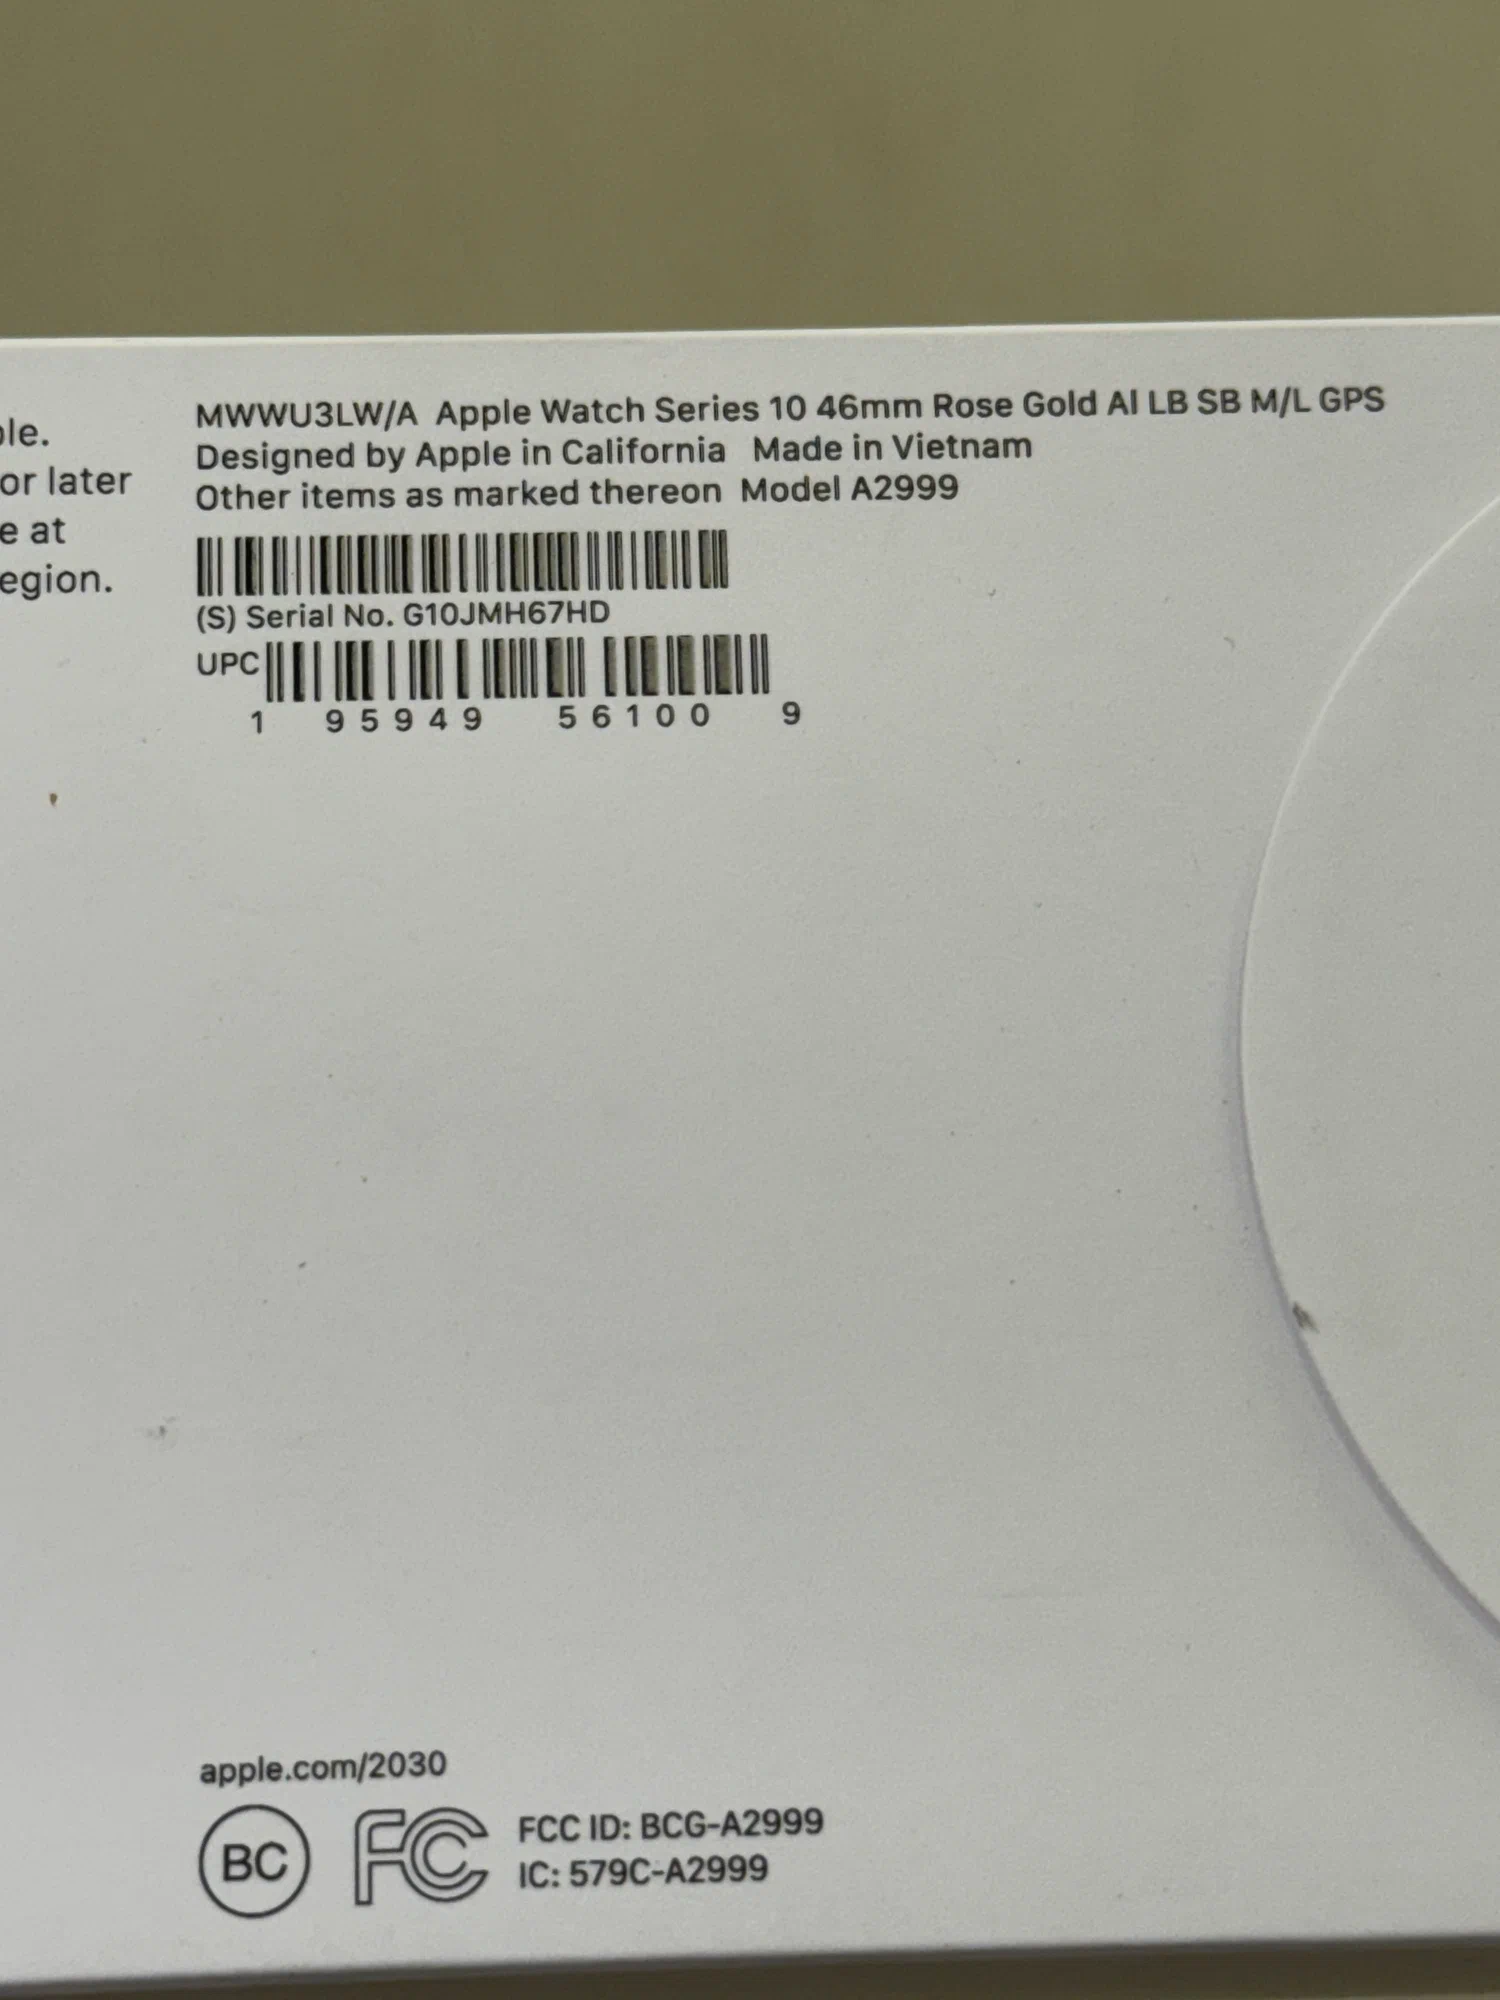 or later
e at
MWWU3LW/A Apple Watch Series 10 46mm Rose Gold Al LB SB M/L GPS
Designed by Apple in California Made in Vietnam
Other items as marked thereon Model A2999
(S) Serial No. G10JMH67HD
UPC
1 95949 56100 9
apple.com/2030
BC FC FCC ID: BCG-A2999
IC: 579C-A2999